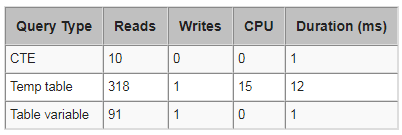 Query Type Reads Writes CPU Duration (ms)
CTE 10 0 0 1
Temp table 318 1 15 12
Table variable 91 1 0 1